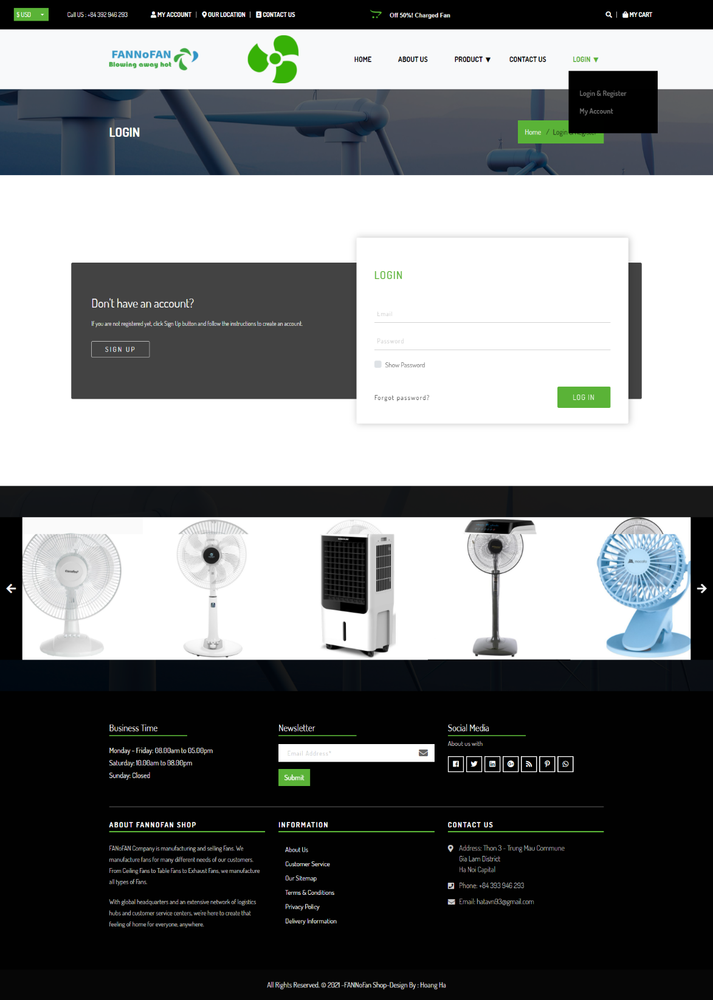 $ USD
Call US : +84 392 946 293
MY ACCOUNT
OUR LOCATION
CONTACT US
Off 50%! Charged Fan
MY CART
FANNoFAN
Blowing away hot
HOME
ABOUT US
PRODUCT ▼
CONTACT US
LOGIN ▼
Login & Register
My Account
LOGIN
Home / Login & Register
Don't have an account?
If you are not registered yet, click Sign Up button and follow the instructions to create an account.
SIGN UP
LOGIN
Email
Password
Show Password
Forgot password?
LOG IN
Business Time
Monday - Friday: 08.00am to 05.00pm
Saturday: 10.00am to 08.00pm
Sunday: Closed
Newsletter
Email Address*
Submit
Social Media
About us with
ABOUT FANNOFAN SHOP
FANoFAN Company is manufacturing and selling Fans. We
manufacture fans for many different needs of our customers.
From Ceiling Fans to Table Fans to Exhaust Fans, we manufacture
all types of Fans.
With global headquarters and an extensive network of logistics
hubs and customer service centers, we're here to create that
feeling of home for everyone, anywhere.
INFORMATION
About Us
Customer Service
Our Sitemap
Terms & Conditions
Privacy Policy
Delivery Information
CONTACT US
Address: Thon 3 - Trung Mau Commune
Gia Lam District
Ha Noi Capital
Phone: +84 393 946 293
Email: hatavn93@gmail.com
All Rights Reserved. © 2021 -FANNoFan Shop-Design By : Hoang Ha